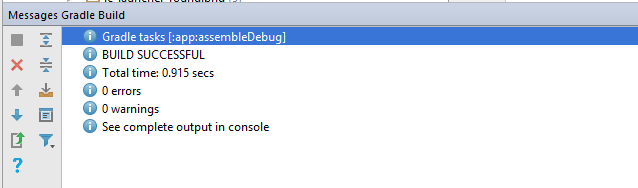 Messages Gradle Build
Gradle tasks [:app:assembleDebug]
BUILD SUCCESSFUL
Total time: 0.915 secs
0 errors
0 warnings
See complete output in console